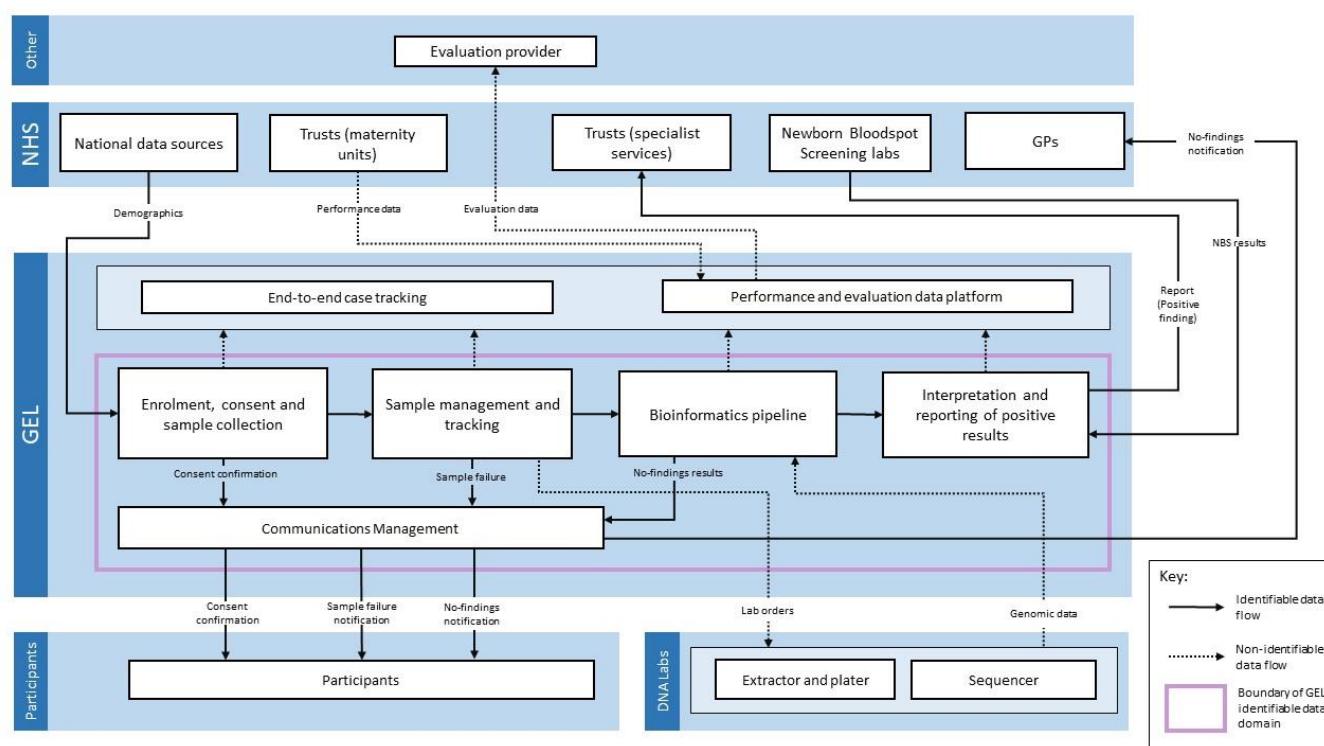 Other
Evaluation provider
NHS
National data sources
Trusts (maternity
units)
Trusts (specialist
services)
Newborn Bloodspot
Screening labs
GPs
No-findings
notification
Demographics
Performance data
Evaluation data
NBS results
Report
(Positive
finding)
GEL
End-to-end case tracking
Performance and evaluation data platform
Enrolment, consent and
sample collection
Sample management and
tracking
Bioinformatics pipeline
Interpretation and
reporting of positive
results
Consent confirmation
Sample failure
No-findings results
Communications Management
Consent
confirmation
Sample failure
notification
No-findings
notification
Lab orders
Genomic data
Participants
Participants
DNA Labs
Extractor and plater
Sequencer
Key:
Identifiable data
flow
Non-identifiable
data flow
Boundary of GEL
identifiable data
domain